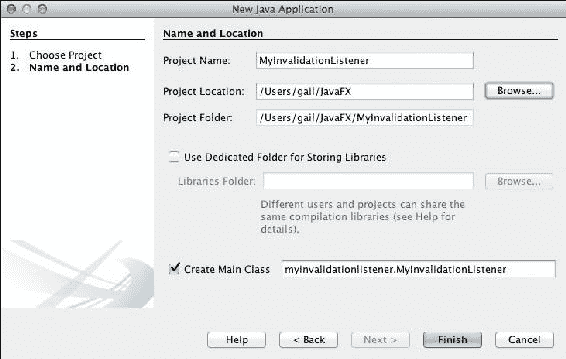 New Java Application
Steps
1. Choose Project
2. Name and Location
Name and Location
Project Name: MyInvalidationListener
Project Location: /Users/gail/JavaFX Browse...
Project Folder: /Users/gail/JavaFX/MyInvalidationListener
Use Dedicated Folder for Storing Libraries
Libraries Folder: Browse...
Different users and projects can share the
same compilation libraries (see Help for
details).
Create Main Class myinvalidationlistener.MyInvalidationListener
Help < Back Next > Finish Cancel